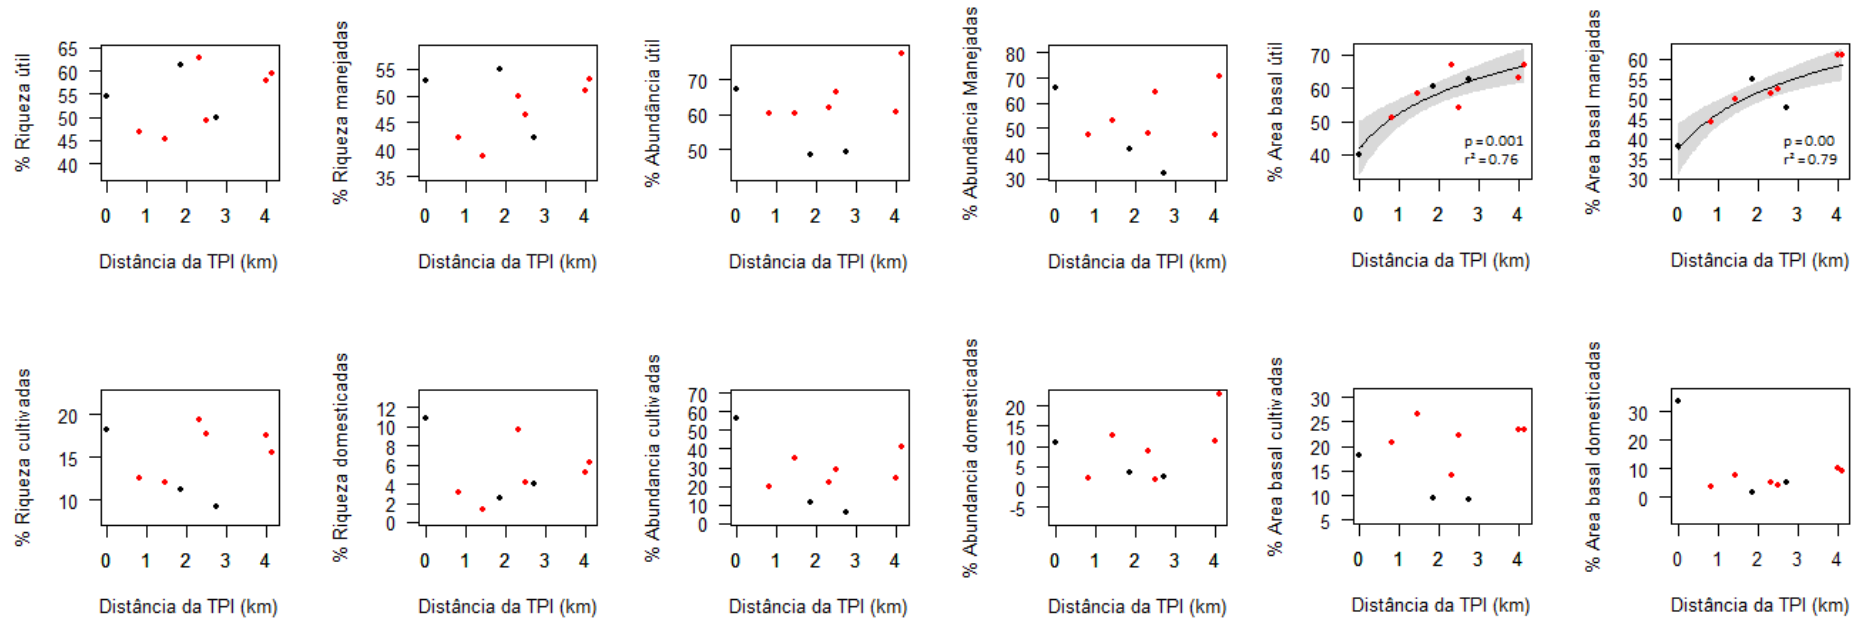 % Riqueza útil
65
60
55
50
45
40
0 1 2 3 4
Distância da TPI (km)
% Riqueza manejadas
55
50
45
40
35
0 1 2 3 4
Distância da TPI (km)
% Abundância útil
70
60
50
0 1 2 3 4
Distância da TPI (km)
% Abundância Manejadas
80
70
60
50
40
30
0 1 2 3 4
Distância da TPI (km)
% Area basal útil
70
60
50
40
p = 0.001
r² = 0.76
0 1 2 3 4
Distância da TPI (km)
% Area basal manejadas
60
55
50
45
40
35
30
p = 0.00
r² = 0.79
0 1 2 3 4
Distância da TPI (km)
% Riqueza cultivadas
20
15
10
0 1 2 3 4
Distância da TPI (km)
% Riqueza domesticadas
12
10
8
6
4
2
0
0 1 2 3 4
Distância da TPI (km)
% Abundancia cultivadas
70
60
50
40
30
20
10
0
0 1 2 3 4
Distância da TPI (km)
% Abundancia domesticadas
20
15
10
5
0
-5
0 1 2 3 4
Distância da TPI (km)
% Area basal cultivadas
30
25
20
15
10
5
0 1 2 3 4
Distância da TPI (km)
% Area basal domesticadas
30
20
10
0
0 1 2 3 4
Distância da TPI (km)